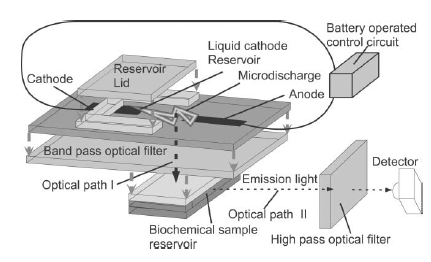 Battery operated
control circuit
Liquid cathode
Reservoir
Reservoir
Lid
Microdischarge
Cathode
Anode
Band pass optical filter
Detector
Optical path I
Emission light
Optical path II
Biochemical sample
reservoir
High pass optical filter